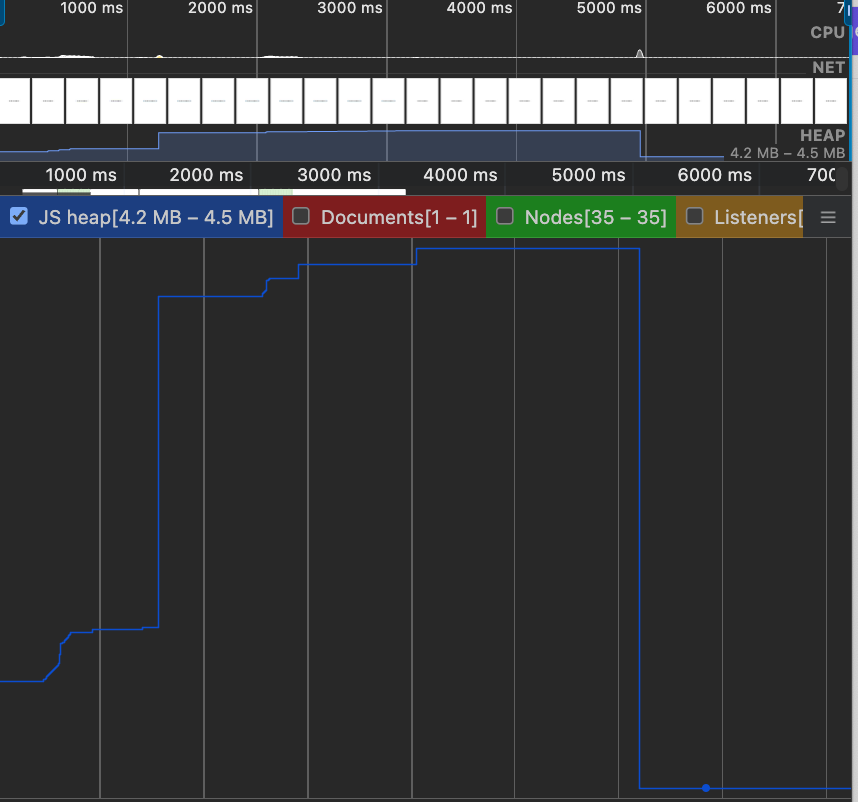 1000 ms 2000 ms 3000 ms 4000 ms 5000 ms 6000 ms 7
CPU
NET
HEAP
4.2 MB – 4.5 MB
1000 ms 2000 ms 3000 ms 4000 ms 5000 ms 6000 ms 700
JS heap[4.2 MB – 4.5 MB] Documents[1 – 1] Nodes[35 – 35] Listeners[